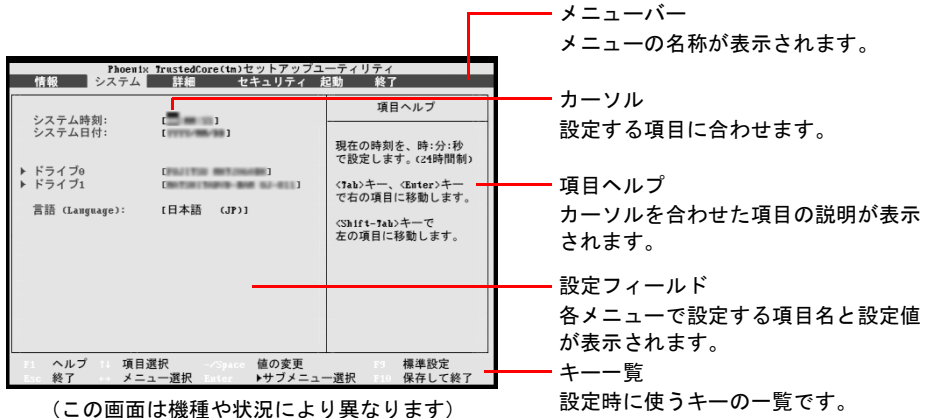 Phoenix TrustedCore(tm)セットアップユーティリティ
情報 システム 詳細 セキュリティ 起動 終了
項目ヘルプ
システム時刻:
システム日付:
現在の時刻を、時:分:秒
で設定します。(24時間制)
▶ ドライブ0
▶ ドライブ1
<Tab>キー、<Enter>キー
で右の項目に移動します。
言語 (Language): [日本語 (JP)]
<Shift-Tab>キーで
左の項目に移動します。
F1 ヘルプ ↑↓ 項目選択 -/Space 値の変更 F9 標準設定
Esc 終了 ↔ メニュー選択 Enter ▶サブメニュー選択 F10 保存して終了
(この画面は機種や状況により異なります)
メニューバー
メニューの名称が表示されます。
カーソル
設定する項目に合わせます。
項目ヘルプ
カーソルを合わせた項目の説明が表示
されます。
設定フィールド
各メニューで設定する項目名と設定値
が表示されます。
キー一覧
設定時に使うキーの一覧です。